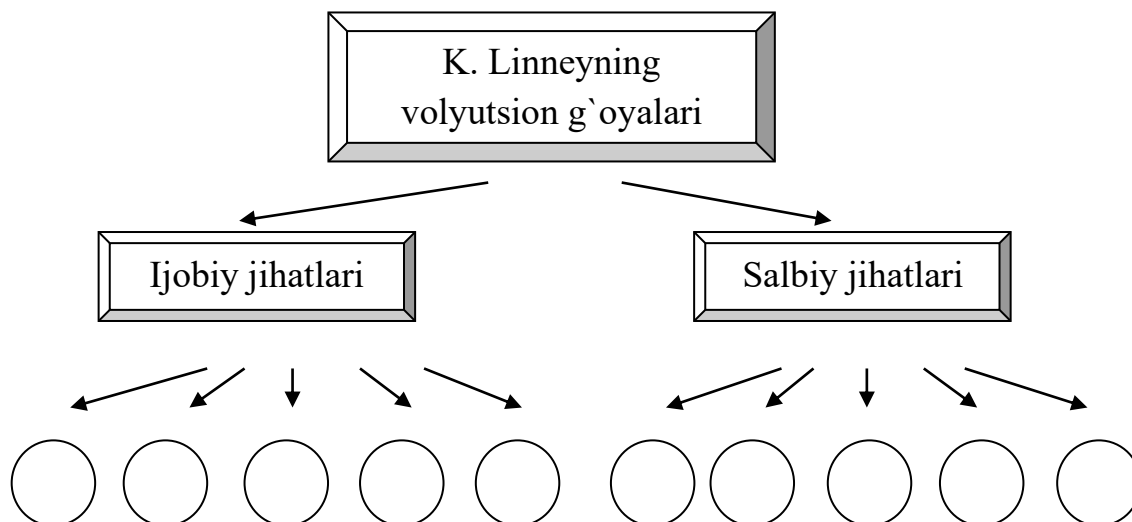 K. Linneyning
volyutsion g`oyalari
Ijobiy jihatlari
Salbiy jihatlari